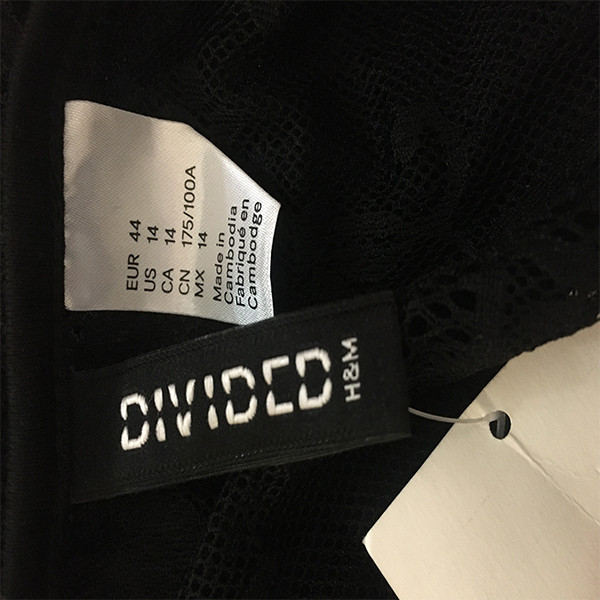 EUR 44
US 14
CA 14
CN 175/100A
MX 14
Made in
Cambodia
Fabriqué en
Cambodge
DIVIDED
H&M